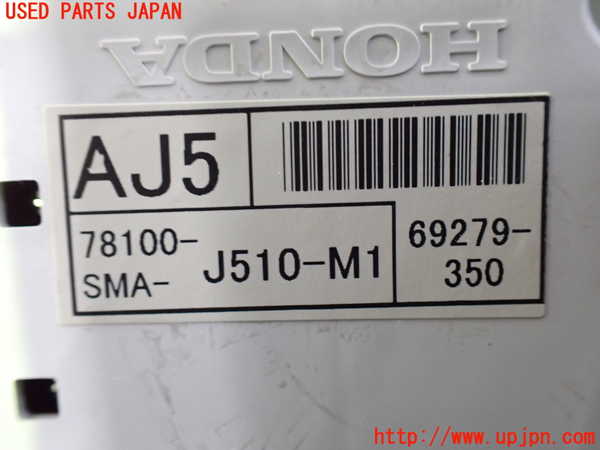 USED PARTS JAPAN
HONDA
AJ5
78100-
SMA-
J510-M1
69279-
350
http://www.upjpn.com/